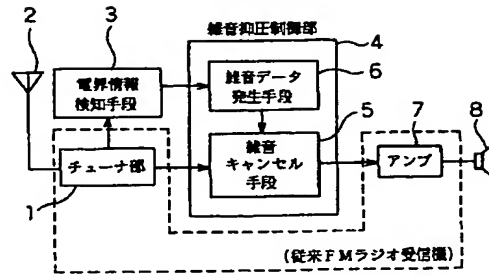 雑音抑圧制御部
2
3
4
電界情報
検知手段
雑音データ
発生手段
6
5
7
8
チューナ部
雑音
キャンセル
手段
アンプ
1
(従来FMラジオ受信機)